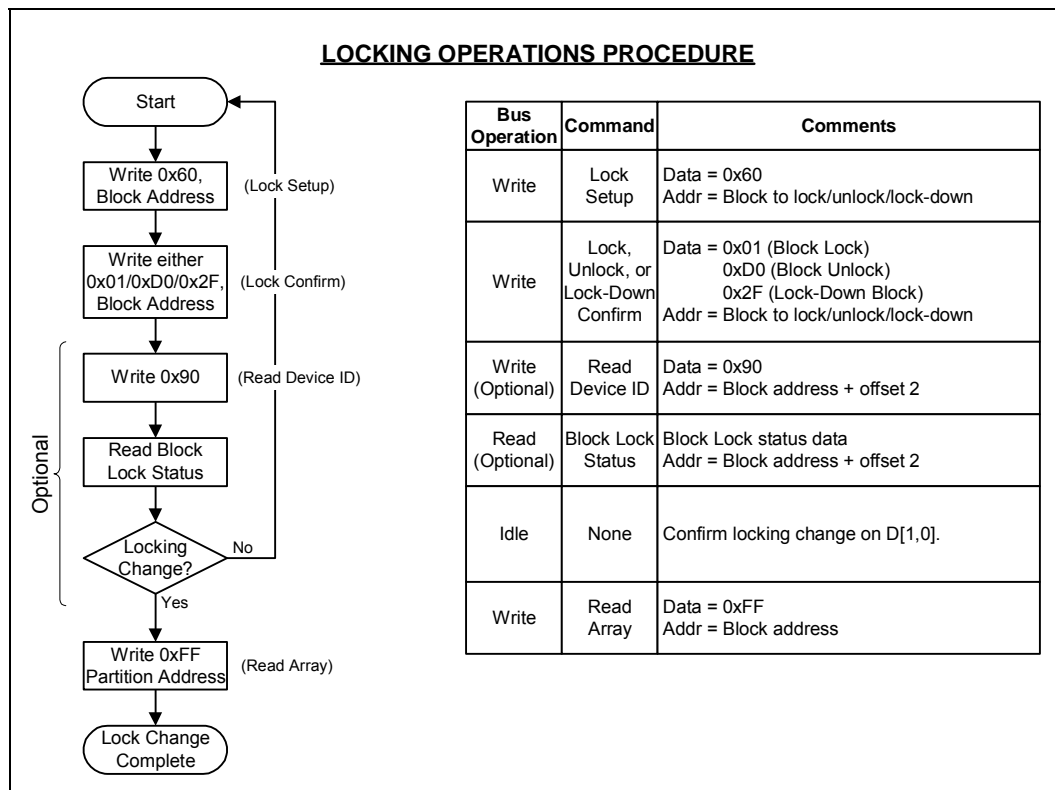 LOCKING OPERATIONS PROCEDURE
Start
Write 0x60,
Block Address
(Lock Setup)
Write either
0x01/0xD0/0x2F,
Block Address
(Lock Confirm)
Optional
Write 0x90
(Read Device ID)
Read Block
Lock Status
Locking
Change?
No
Yes
Write 0xFF
Partition Address
(Read Array)
Lock Change
Complete
Bus
Operation
Command
Comments
Write
Lock
Setup
Data = 0x60
Addr = Block to lock/unlock/lock-down
Write
Lock,
Unlock, or
Lock-Down
Confirm
Data = 0x01 (Block Lock)
0xD0 (Block Unlock)
0x2F (Lock-Down Block)
Addr = Block to lock/unlock/lock-down
Write
(Optional)
Read
Device ID
Data = 0x90
Addr = Block address + offset 2
Read
(Optional)
Block Lock
Status
Block Lock status data
Addr = Block address + offset 2
Idle
None
Confirm locking change on D[1,0].
Write
Read
Array
Data = 0xFF
Addr = Block address